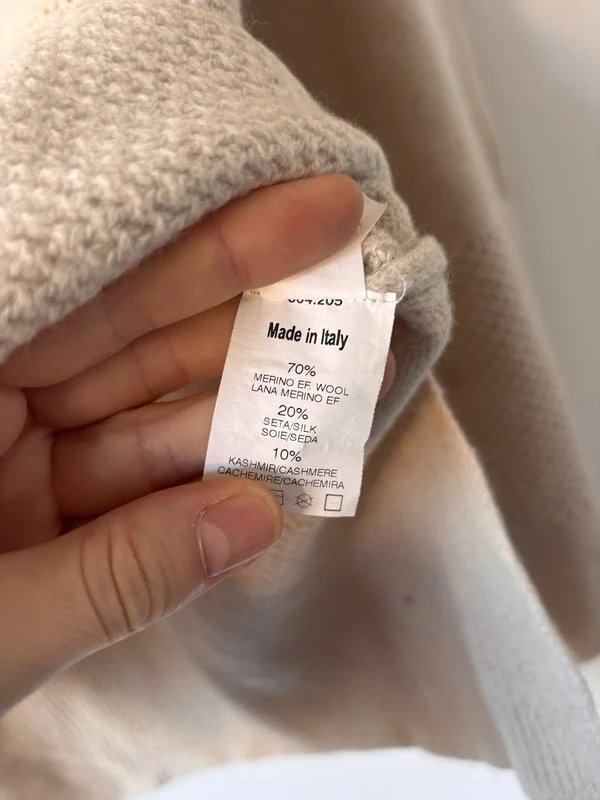 Made in Italy
70%
MERINO EF. WOOL
LANA MERINO EF
20%
SETA/SILK
SOIE/SEDA
10%
KASHMIR/CASHMERE
CACHEMIRE/CACHEMIRA